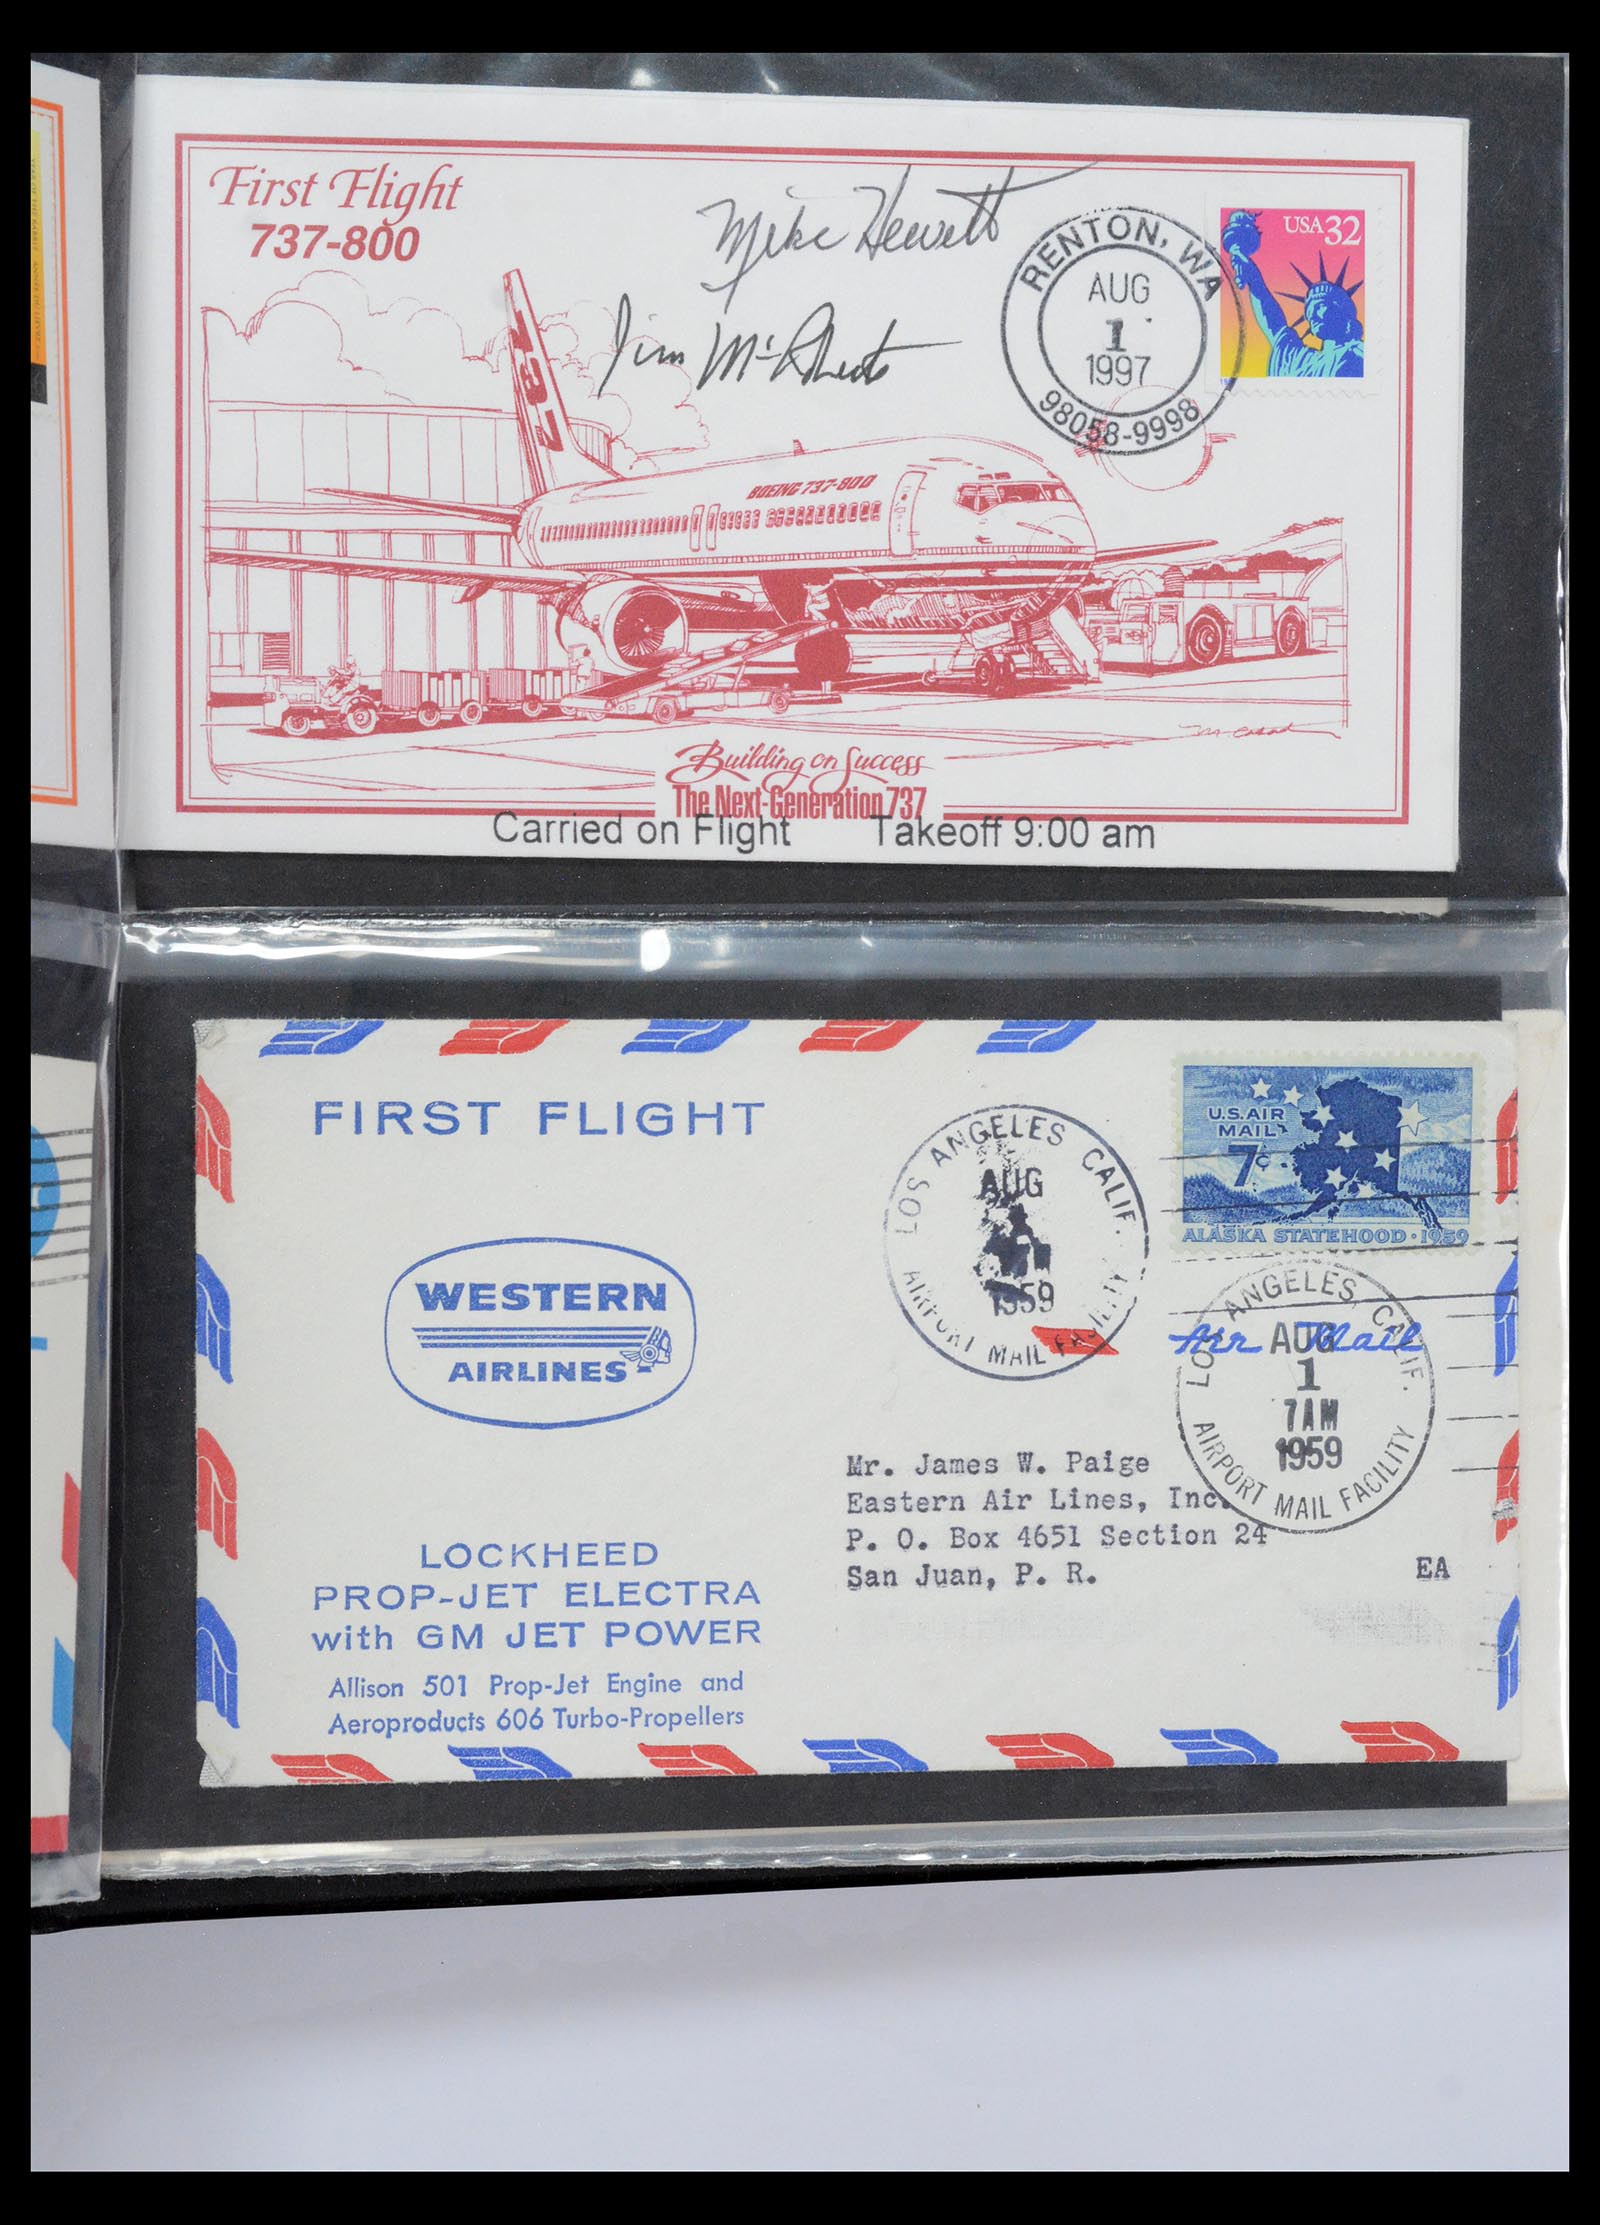 First Flight
737-800
Mike Hewett
Jim McRoberts
RENTON, WA
AUG
1
1997
98058-9998
USA 32
737
BOEING 737-800
Building on Success
The Next-Generation 737
Carried on Flight Takeoff 9:00 am
FIRST FLIGHT
LOS ANGELES CALIF.
AUG
1959
AIRPORT MAIL FACILITY
U.S. AIR
MAIL
7¢
ALASKA STATEHOOD · 1959
WESTERN
AIRLINES
Air Mail
LOS ANGELES, CALIF.
AUG
1
7 AM
1959
AIRPORT MAIL FACILITY
Mr. James W. Paige
Eastern Air Lines, Inc.
P. O. Box 4651 Section 24
San Juan, P. R. EA
LOCKHEED
PROP-JET ELECTRA
with GM JET POWER
Allison 501 Prop-Jet Engine and
Aeroproducts 606 Turbo-Propellers